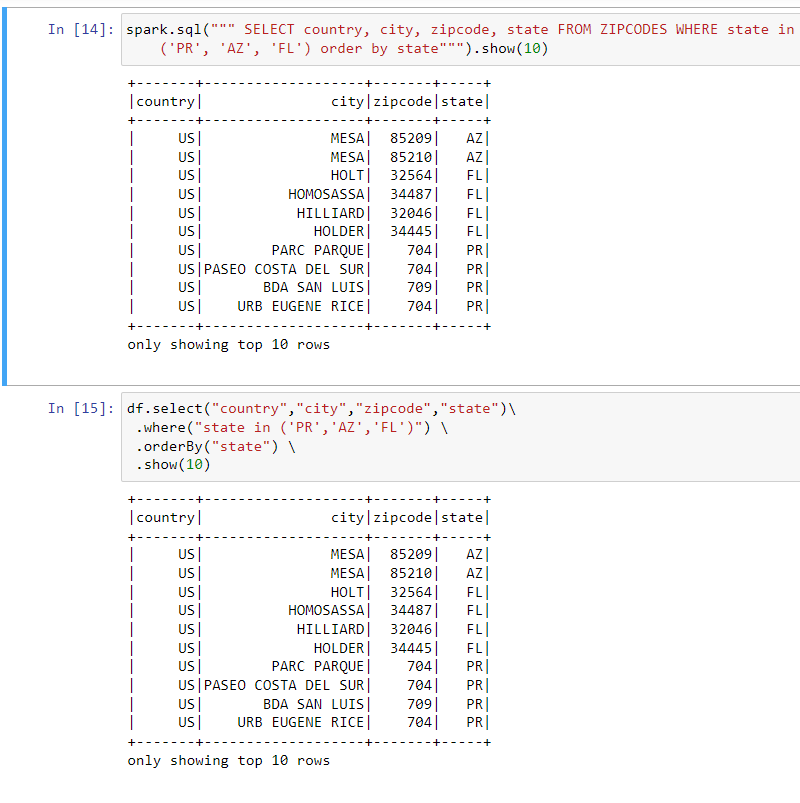 In [14]: spark.sql(""" SELECT country, city, zipcode, state FROM ZIPCODES WHERE state in
    ('PR', 'AZ', 'FL') order by state""").show(10)
+-------+-------------------+-------+-----+
|country|               city|zipcode|state|
+-------+-------------------+-------+-----+
|     US|               MESA|  85209|   AZ|
|     US|               MESA|  85210|   AZ|
|     US|               HOLT|  32564|   FL|
|     US|          HOMOSASSA|  34487|   FL|
|     US|           HILLIARD|  32046|   FL|
|     US|             HOLDER|  34445|   FL|
|     US|        PARC PARQUE|    704|   PR|
|     US|PASEO COSTA DEL SUR|    704|   PR|
|     US|       BDA SAN LUIS|    709|   PR|
|     US|    URB EUGENE RICE|    704|   PR|
+-------+-------------------+-------+-----+
only showing top 10 rows
In [15]: df.select("country","city","zipcode","state")\
 .where("state in ('PR','AZ','FL')") \
 .orderBy("state") \
 .show(10)
+-------+-------------------+-------+-----+
|country|               city|zipcode|state|
+-------+-------------------+-------+-----+
|     US|               MESA|  85209|   AZ|
|     US|               MESA|  85210|   AZ|
|     US|               HOLT|  32564|   FL|
|     US|          HOMOSASSA|  34487|   FL|
|     US|           HILLIARD|  32046|   FL|
|     US|             HOLDER|  34445|   FL|
|     US|        PARC PARQUE|    704|   PR|
|     US|PASEO COSTA DEL SUR|    704|   PR|
|     US|       BDA SAN LUIS|    709|   PR|
|     US|    URB EUGENE RICE|    704|   PR|
+-------+-------------------+-------+-----+
only showing top 10 rows